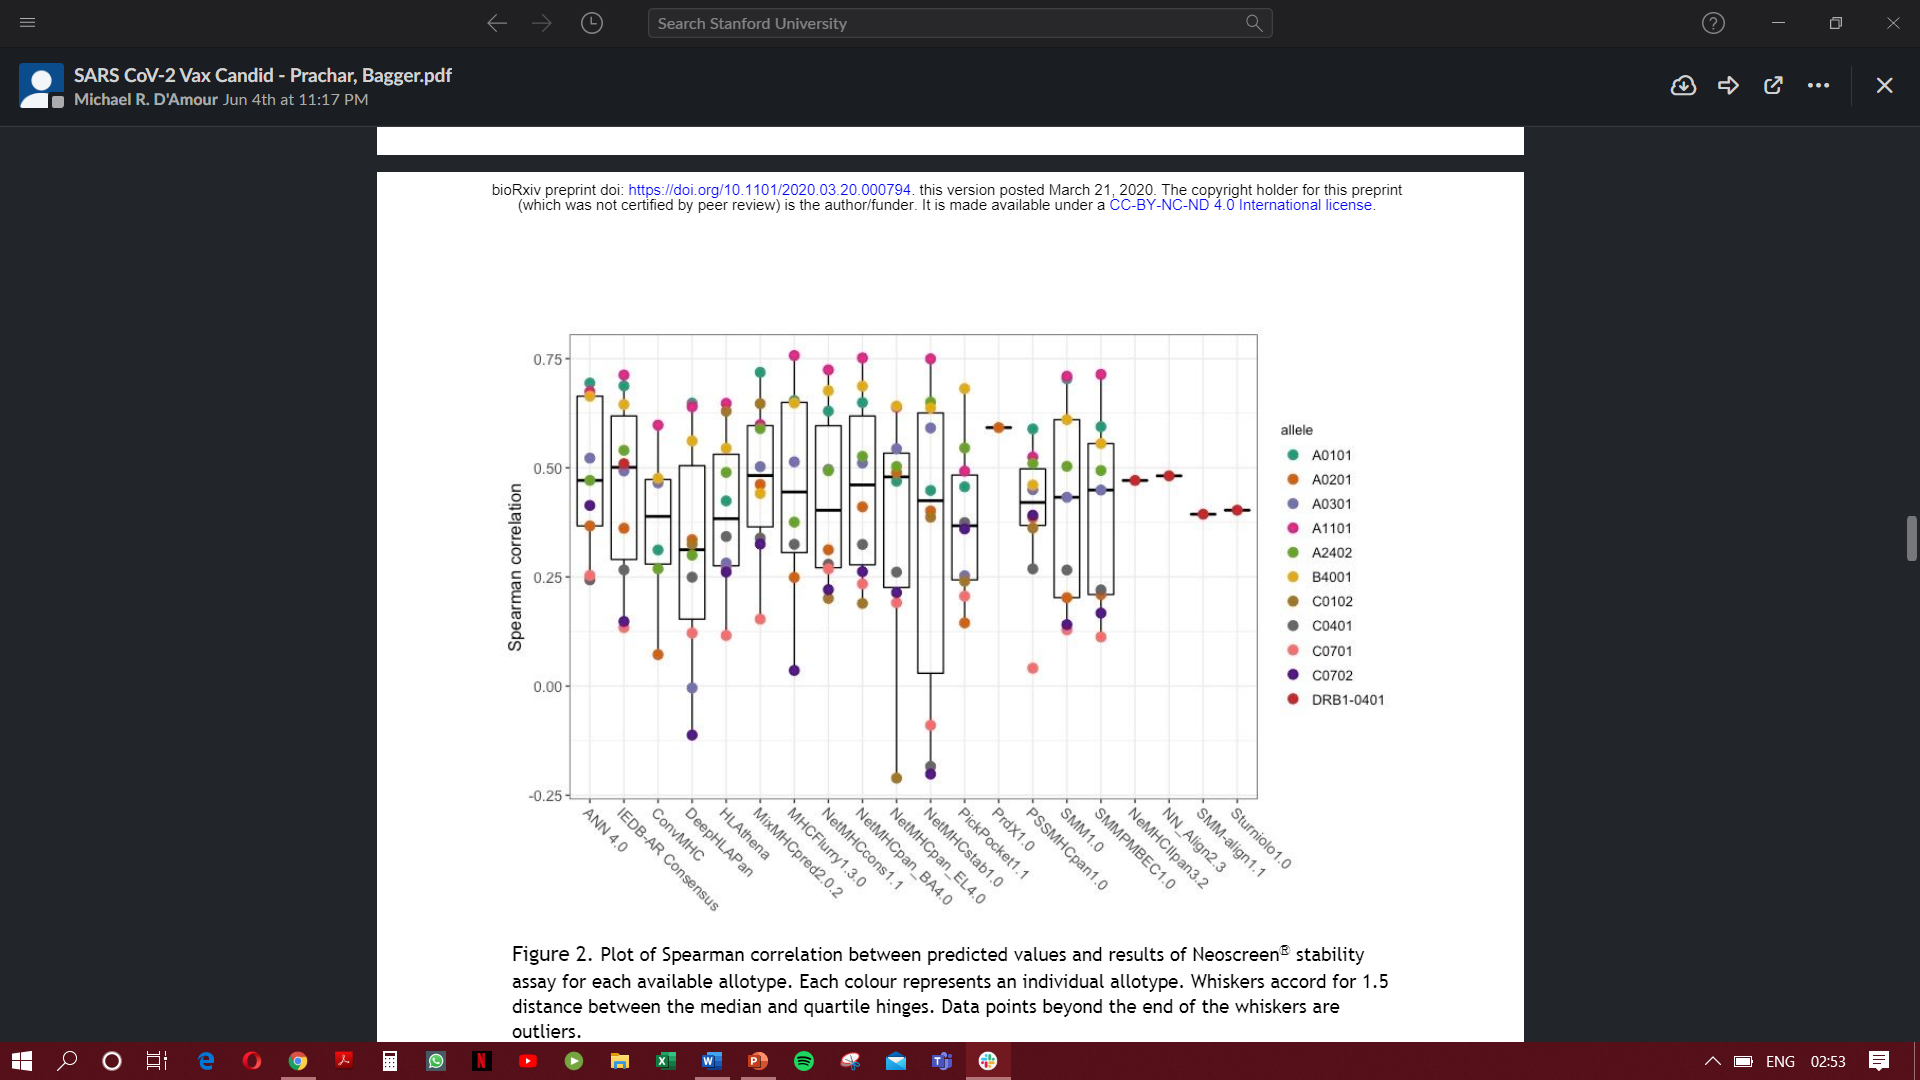 Search Stanford University
SARS CoV-2 Vax Candid - Prachar, Bagger.pdf
Michael R. D'Amour Jun 4th at 11:17 PM
bioRxiv preprint doi: https://doi.org/10.1101/2020.03.20.000794. this version posted March 21, 2020. The copyright holder for this preprint
(which was not certified by peer review) is the author/funder. It is made available under a CC-BY-NC-ND 4.0 International license.
Spearman correlation
0.75
0.50
0.25
0.00
-0.25
ANN 4.0
IEDB-AR Consensus
ConvMHC
DeepHLAPan
HLAthena
MixMHCpred2.0.2
MHCFlurry1.3.0
NetMHCcons1.1
NetMHCpan_BA4.0
NetMHCpan_EL4.0
NetMHCstab1.0
PickPocket1.1
PrdX1.0
PSSMHCpan1.0
SMM1.0
SMMPMBEC1.0
NeMHCIIpan3.2
NN_Align2.3
SMM-align1.1
Sturniolo1.0
allele
A0101
A0201
A0301
A1101
A2402
B4001
C0102
C0401
C0701
C0702
DRB1-0401
Figure 2. Plot of Spearman correlation between predicted values and results of Neoscreen® stability
assay for each available allotype. Each colour represents an individual allotype. Whiskers accord for 1.5
distance between the median and quartile hinges. Data points beyond the end of the whiskers are
outliers.
ENG 02:53